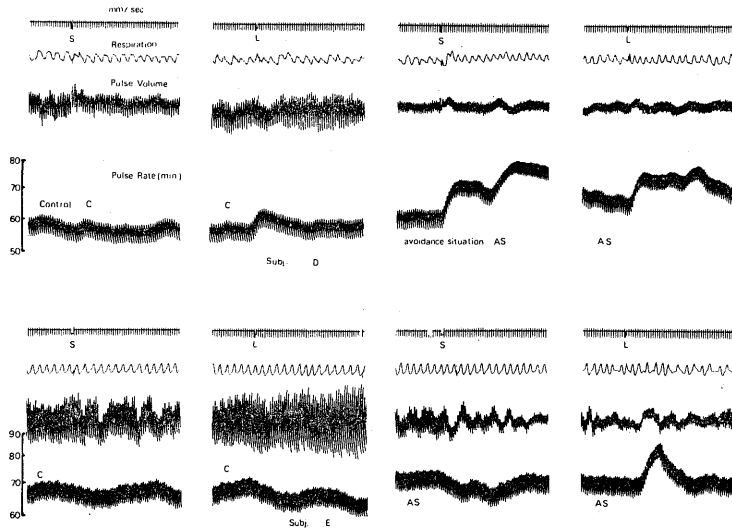 mm/ sec
S L S L
Respiration
Pulse Volume
80
70
60
50
Pulse Rate (min)
Control C
C
avoidance situation AS
AS
Subj. D
S L S L
90
80
70
60
C
C
AS
AS
Subj. E